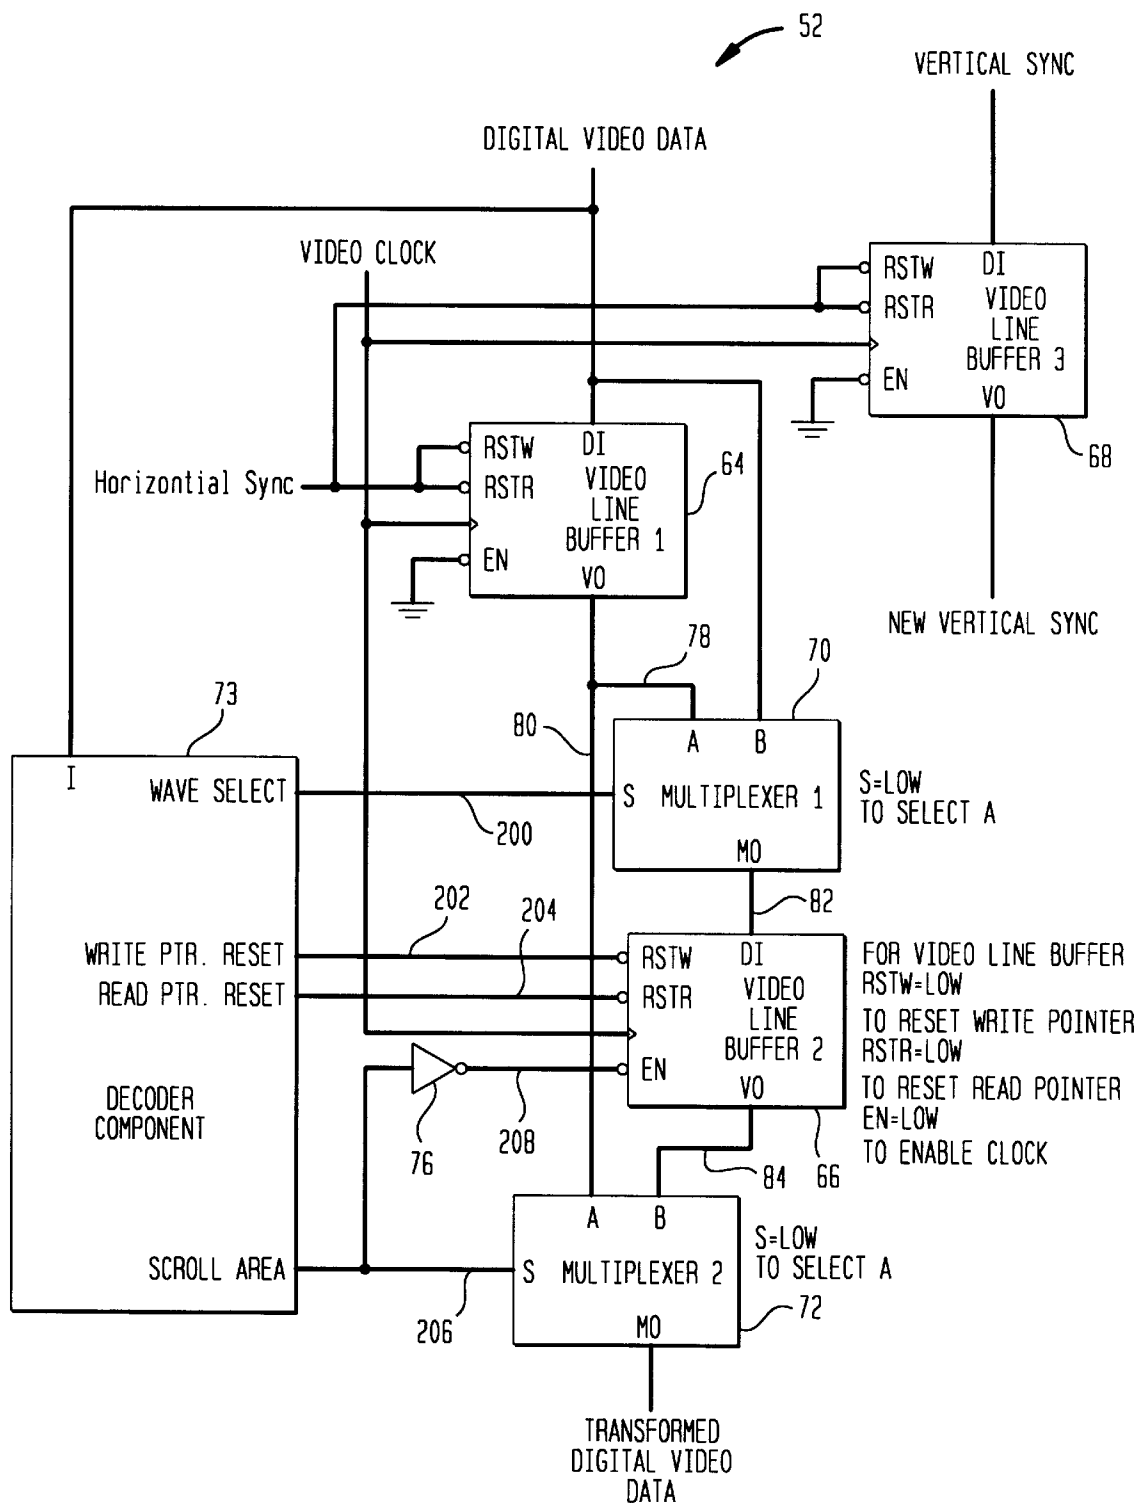 52
VERTICAL SYNC
DIGITAL VIDEO DATA
VIDEO CLOCK
RSTW
DI
RSTR
VIDEO
LINE
BUFFER 3
EN
VO
68
RSTW
DI
Horizontial Sync
RSTR
VIDEO
LINE
BUFFER 1
EN
VO
64
NEW VERTICAL SYNC
78
70
73
80
A
B
I
WAVE SELECT
S
MULTIPLEXER 1
S=LOW
TO SELECT A
200
MO
202
204
82
WRITE PTR. RESET
READ PTR. RESET
RSTW
DI
RSTR
VIDEO
LINE
BUFFER 2
EN
VO
FOR VIDEO LINE BUFFER
RSTW=LOW
TO RESET WRITE POINTER
RSTR=LOW
TO RESET READ POINTER
EN=LOW
TO ENABLE CLOCK
DECODER
COMPONENT
76
208
84
66
A
B
SCROLL AREA
S
MULTIPLEXER 2
S=LOW
TO SELECT A
206
MO
72
TRANSFORMED
DIGITAL VIDEO
DATA